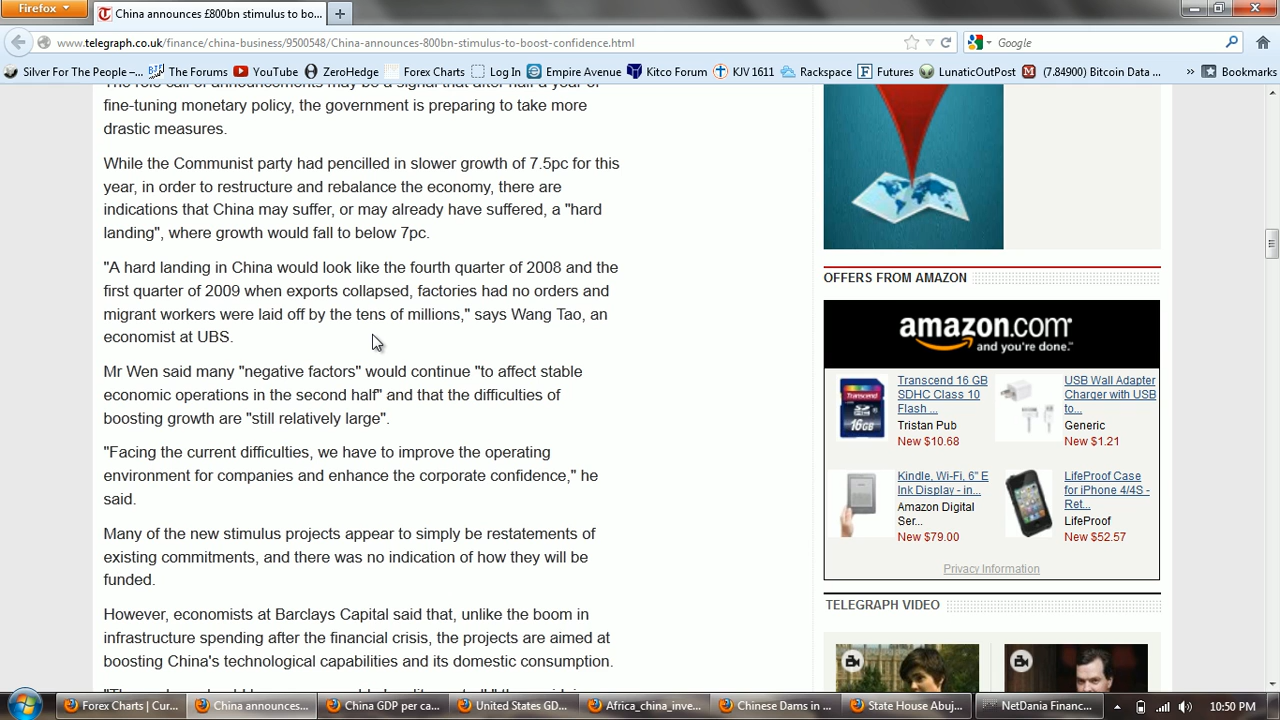 Firefox
China announces £800bn stimulus to bo...
www.telegraph.co.uk/finance/china-business/9500548/China-announces-800bn-stimulus-to-boost-confidence.html
Google
Silver For The People –...
The Forums
YouTube
ZeroHedge
Forex Charts
Log In
Empire Avenue
Kitco Forum
KJV 1611
Rackspace
Futures
LunaticOutPost
(7.84900) Bitcoin Data ...
»
Bookmarks
The role call of announcements may be a signal that after half a year of
fine-tuning monetary policy, the government is preparing to take more
drastic measures.
While the Communist party had pencilled in slower growth of 7.5pc for this
year, in order to restructure and rebalance the economy, there are
indications that China may suffer, or may already have suffered, a "hard
landing", where growth would fall to below 7pc.
"A hard landing in China would look like the fourth quarter of 2008 and the
first quarter of 2009 when exports collapsed, factories had no orders and
migrant workers were laid off by the tens of millions," says Wang Tao, an
economist at UBS.
Mr Wen said many "negative factors" would continue "to affect stable
economic operations in the second half" and that the difficulties of
boosting growth are "still relatively large".
"Facing the current difficulties, we have to improve the operating
environment for companies and enhance the corporate confidence," he
said.
Many of the new stimulus projects appear to simply be restatements of
existing commitments, and there was no indication of how they will be
funded.
However, economists at Barclays Capital said that, unlike the boom in
infrastructure spending after the financial crisis, the projects are aimed at
boosting China's technological capabilities and its domestic consumption.
OFFERS FROM AMAZON
amazon.com
and you're done.™
Transcend 16 GB
SDHC Class 10
Flash ...
Tristan Pub
New $10.68
USB Wall Adapter
Charger with USB
to...
Generic
New $1.21
Kindle, Wi-Fi, 6" E
Ink Display - in...
Amazon Digital
Ser...
New $79.00
LifeProof Case
for iPhone 4/4S -
Ret...
LifeProof
New $52.57
Privacy Information
TELEGRAPH VIDEO
Forex Charts | Cur...
China announces...
China GDP per ca...
United States GD...
Africa_china_inve...
Chinese Dams in ...
State House Abuj...
NetDania Financ...
10:50 PM